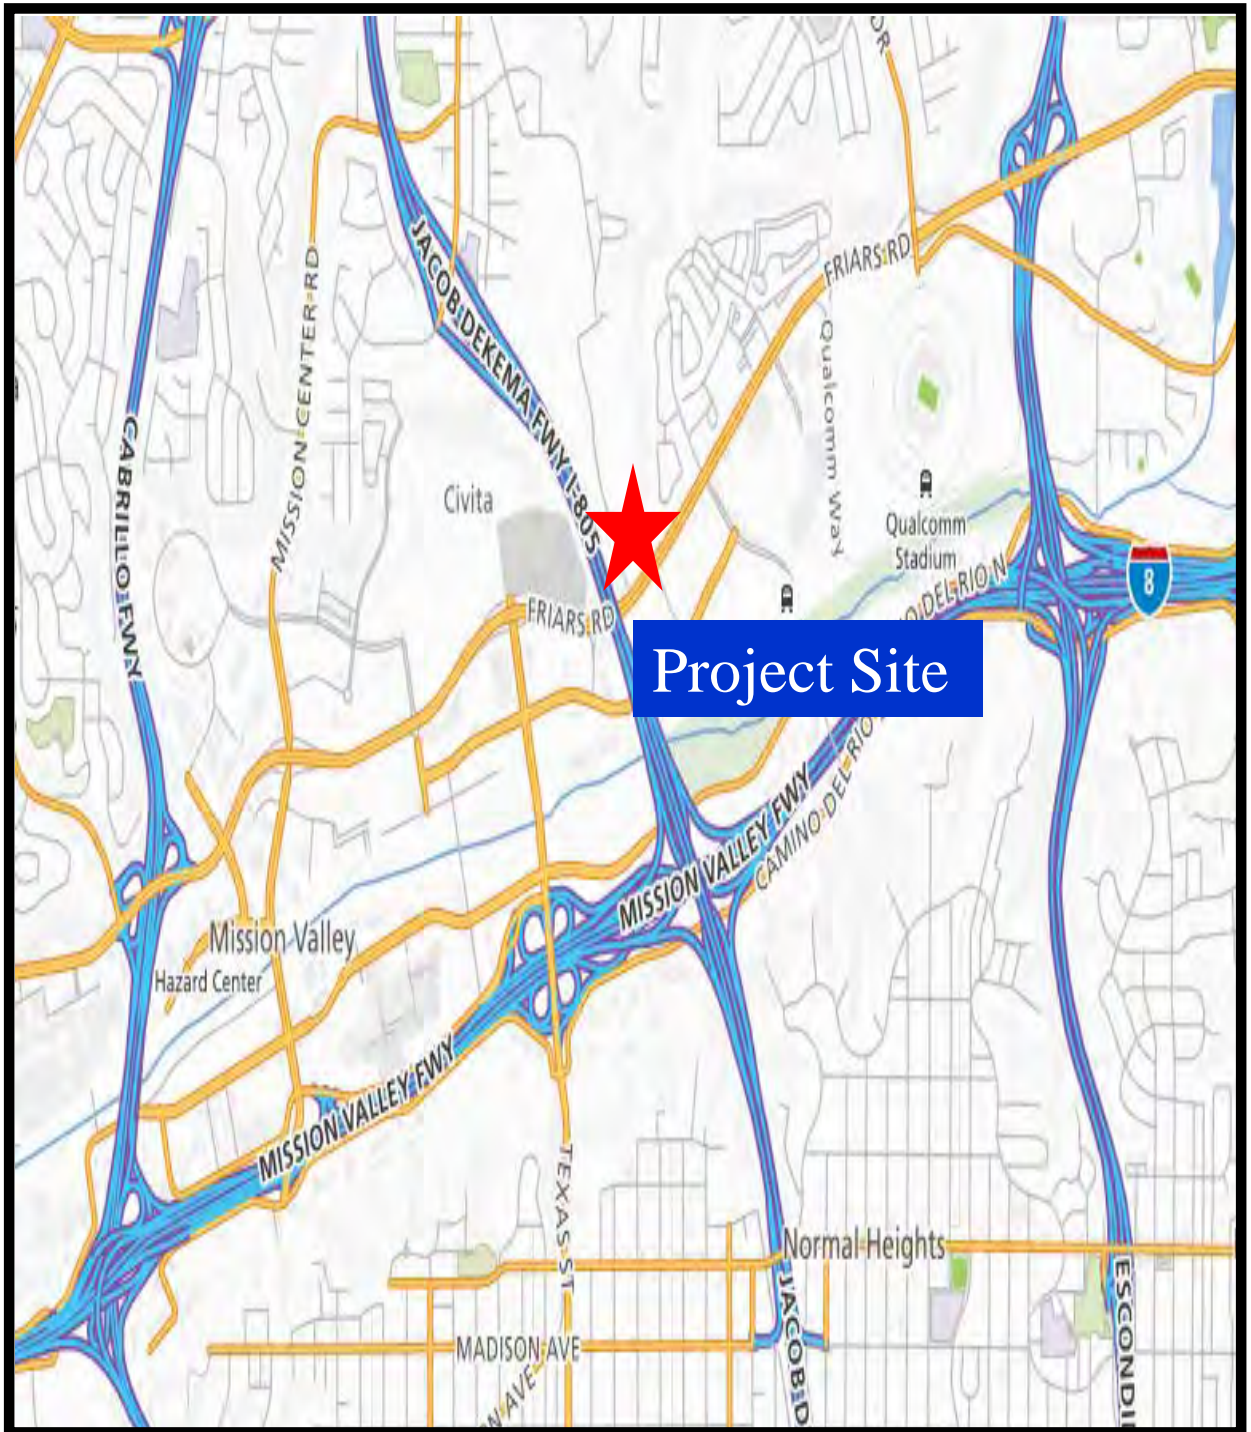 DR
FRIARS RD
JACOB DEKEMA FWY I-805
MISSION CENTER RD
Qualcomm Way
CABRILLO FWY
Civita
Qualcomm
Stadium
8
FRIARS RD
O DEL RIO N
Project Site
MISSION VALLEY FWY
CAMINO DEL RIO
Mission Valley
Hazard Center
MISSION VALLEY FWY
TEXAS ST
Normal Heights
JACOB D
ESCONDI
MADISON AVE
N AVE